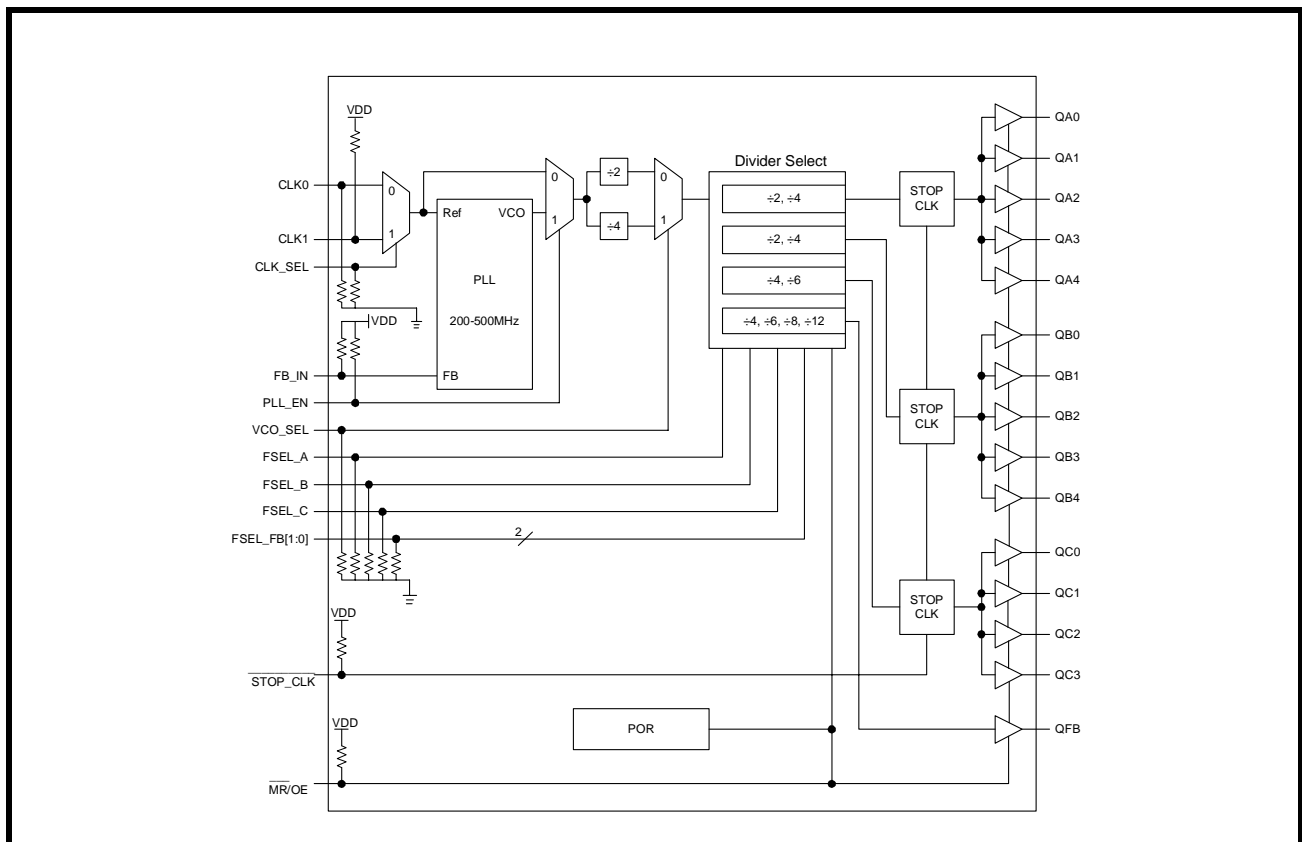 VDD
CLK0
CLK1
CLK_SEL
0
1
Ref
VCO
PLL
200-500MHz
FB
0
1
÷2
÷4
0
1
Divider Select
÷2, ÷4
÷2, ÷4
÷4, ÷6
÷4, ÷6, ÷8, ÷12
STOP
CLK
QA0
QA1
QA2
QA3
QA4
VDD
FB_IN
PLL_EN
VCO_SEL
FSEL_A
FSEL_B
FSEL_C
FSEL_FB[1:0]
2
STOP
CLK
QB0
QB1
QB2
QB3
QB4
STOP
CLK
QC0
QC1
QC2
QC3
VDD
STOP_CLK
POR
QFB
VDD
MR/OE